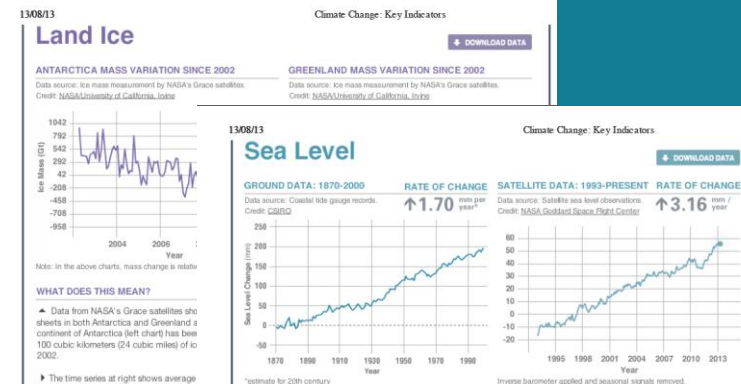 13/08/13
Climate Change: Key Indicators
Land Ice
DOWNLOAD DATA
ANTARCTICA MASS VARIATION SINCE 2002
Data source: Ice mass measurement by NASA's Grace satellites.
Credit: NASA/University of California, Irvine
GREENLAND MASS VARIATION SINCE 2002
Data source: Ice mass measurement by NASA's Grace satellites.
Credit: NASA/University of California, Irvine
1042
792
542
292
42
-208
-458
-708
-958
Ice Mass (Gt)
2004 2006
Year
Note: In the above charts, mass change is relativ
WHAT DOES THIS MEAN?
Data from NASA's Grace satellites sho
sheets in both Antarctica and Greenland a
continent of Antarctica (left chart) has bee
100 cubic kilometers (24 cubic miles) of ic
2002.
The time series at right shows average
13/08/13
Climate Change: Key Indicators
Sea Level
DOWNLOAD DATA
GROUND DATA: 1870-2000
Data source: Coastal tide gauge records.
Credit: CSIRO
RATE OF CHANGE
↑1.70 mm per year*
250
200
150
100
50
0
-50
Sea Level Change (mm)
1870 1890 1910 1930 1950 1970 1990
Year
*estimate for 20th century
SATELLITE DATA: 1993-PRESENT
Data source: Satellite sea level observations.
Credit: NASA Goddard Space Flight Center
RATE OF CHANGE
↑3.16 mm / year
60
50
40
30
20
10
0
-10
-20
1995 1998 2001 2004 2007 2010 2013
Year
Inverse barometer applied and seasonal signals removed.